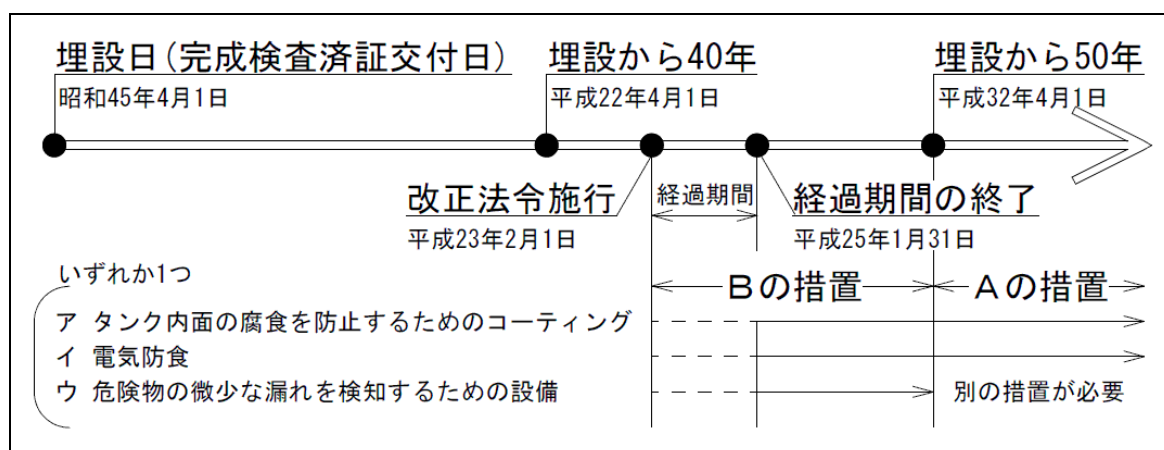 埋設日(完成検査済証交付日)
昭和45年4月1日
埋設から40年
平成22年4月1日
埋設から50年
平成32年4月1日
改正法令施行
平成23年2月1日
経過期間
経過期間の終了
平成25年1月31日
いずれか1つ
Bの措置
Aの措置
ア タンク内面の腐食を防止するためのコーティング
イ 電気防食
ウ 危険物の微少な漏れを検知するための設備
別の措置が必要